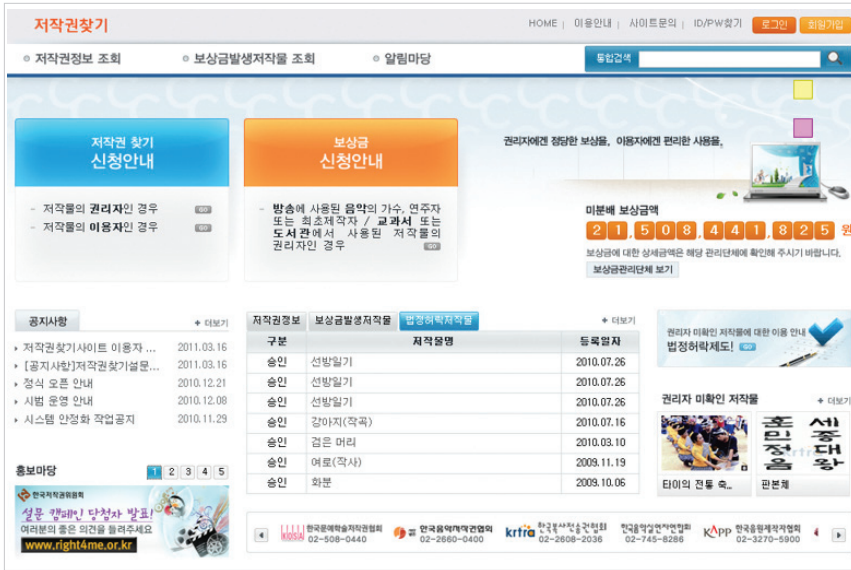 저작권찾기
HOME | 이용안내 | 사이트문의 | ID/PW찾기 로그인 회원가입
저작권정보 조회 보상금발생저작물 조회 알림마당 통합검색
저작권 찾기
신청안내
- 저작물의 권리자인 경우 GO
- 저작물의 이용자인 경우 GO
보상금
신청안내
- 방송에 사용된 음악의 가수, 연주자
또는 최초제작자 / 교과서 또는
도서관에서 사용된 저작물의
권리자인 경우 GO
권리자에겐 정당한 보상을, 이용자에겐 편리한 사용을,
미분배 보상금액
21,508,441,825 원
보상금에 대한 상세금액은 해당 관리단체에 확인해 주시기 바랍니다.
보상금관리단체 보기
공지사항 + 더보기
저작권찾기사이트 이용자 ... 2011.03.16
[공지사항]저작권찾기설문... 2011.03.16
정식 오픈 안내 2010.12.21
시범 운영 안내 2010.12.08
시스템 안정화 작업공지 2010.11.29
저작권정보 보상금발생저작물 법정허락저작물 + 더보기
구분 저작물명 등록일자
승인 선방일기 2010.07.26
승인 선방일기 2010.07.26
승인 선방일기 2010.07.26
승인 강아지(작곡) 2010.07.16
승인 검은 머리 2010.03.10
승인 여로(작사) 2009.11.19
승인 화분 2009.10.06
권리자 미확인 저작물에 대한 이용 안내
법정허락제도! GO
권리자 미확인 저작물 + 더보기
훈민정음 세종대왕
타이의 전통 축.. 판본체
홍보마당 1 2 3 4 5
한국저작권위원회
설문 캠페인 당첨자 발표!
여러분의 좋은 의견을 들려주세요
www.right4me.or.kr
KOSA 한국문예학술저작권협회
02-508-0440
한국음악저작권협회
02-2660-0400
krtra 한국복사전송권협회
02-2608-2036
한국음악실연자연합회
02-745-8286
KAPP 한국음원제작자협회
02-3270-5900